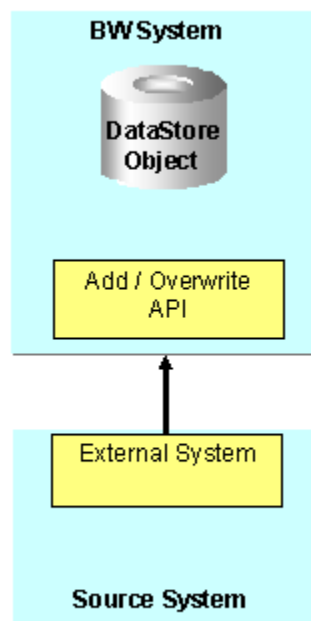 BW System
DataStore
Object
Add / Overwrite
API
External System
Source System